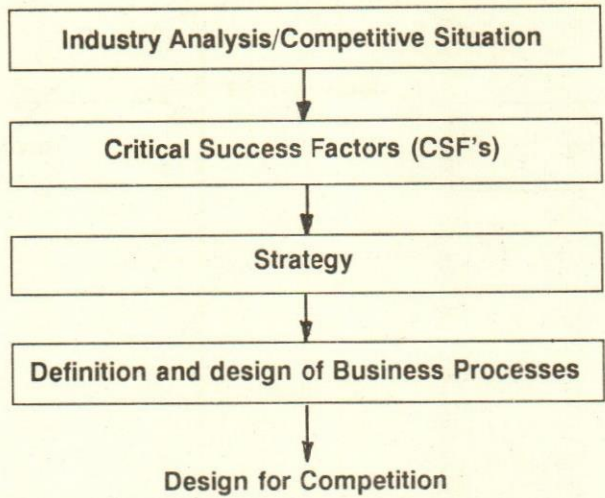 Industry Analysis/Competitive Situation
Critical Success Factors (CSF's)
Strategy
Definition and design of Business Processes
Design for Competition